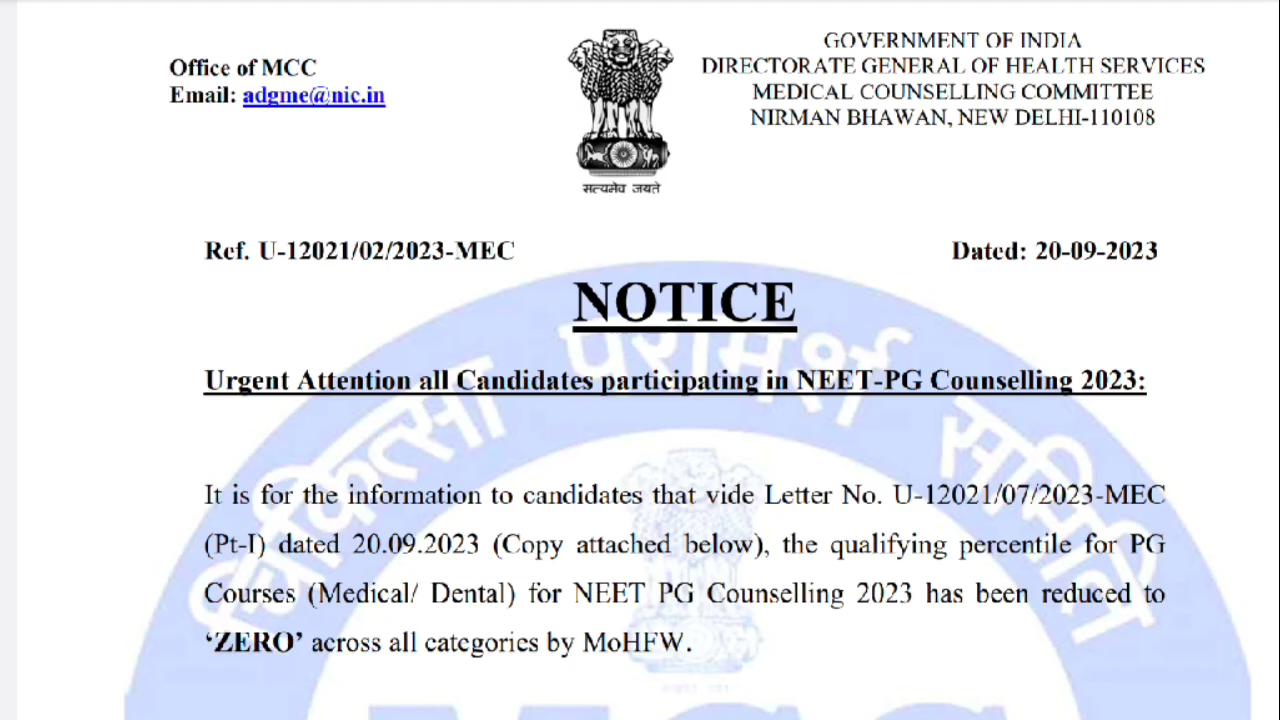 Office of MCC
Email: adgme@nic.in
सत्यमेव जयते
GOVERNMENT OF INDIA
DIRECTORATE GENERAL OF HEALTH SERVICES
MEDICAL COUNSELLING COMMITTEE
NIRMAN BHAWAN, NEW DELHI-110108
Ref. U-12021/02/2023-MEC
Dated: 20-09-2023
NOTICE
Urgent Attention all Candidates participating in NEET-PG Counselling 2023:
It is for the information to candidates that vide Letter No. U-12021/07/2023-MEC
(Pt-I) dated 20.09.2023 (Copy attached below), the qualifying percentile for PG
Courses (Medical/ Dental) for NEET PG Counselling 2023 has been reduced to
‘ZERO’ across all categories by MoHFW.
चिकित्सा परामर्श समिति
MCC